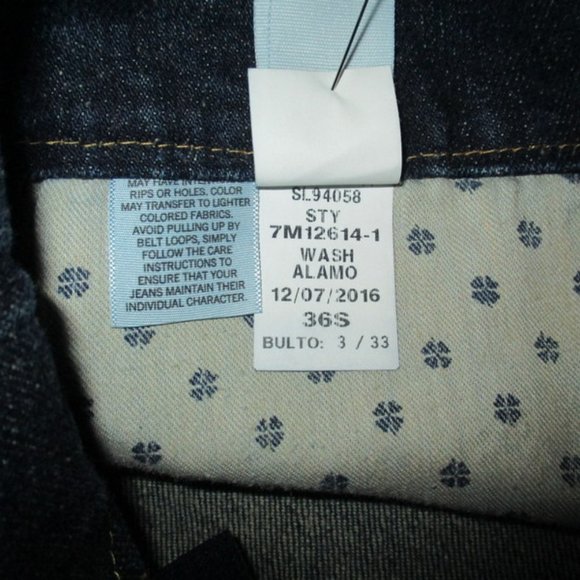 MAY HAVE
RIPS OR HOLES. COLOR
MAY TRANSFER TO LIGHTER
COLORED FABRICS.
AVOID PULLING UP BY
BELT LOOPS, SIMPLY
FOLLOW THE CARE
INSTRUCTIONS TO
ENSURE THAT YOUR
JEANS MAINTAIN THEIR
INDIVIDUAL CHARACTER.
SL94058
STY
7M12614-1
WASH
ALAMO
12/07/2016
36S
BULTO: 3 / 33